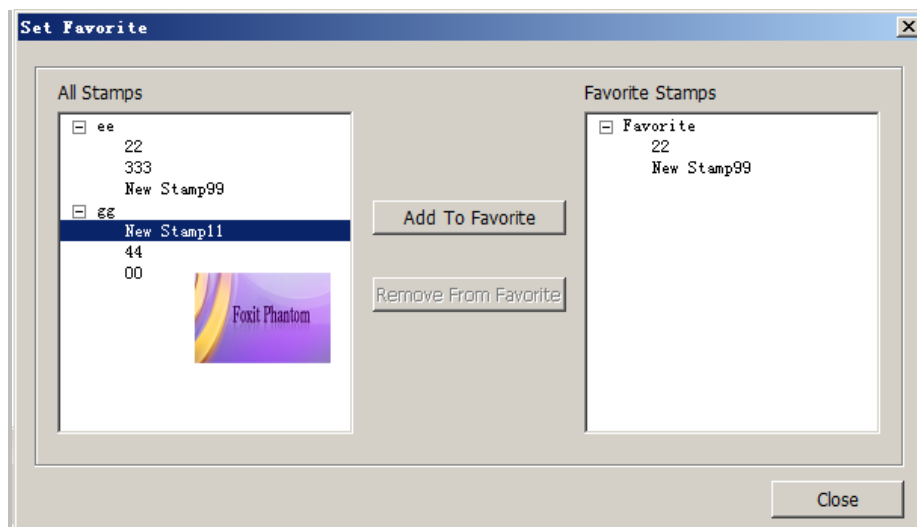 Set Favorite
All Stamps
ee
22
333
New Stamp99
gg
New Stamp11
44
00
Foxit Phantom
Add To Favorite
Remove From Favorite
Favorite Stamps
Favorite
22
New Stamp99
Close